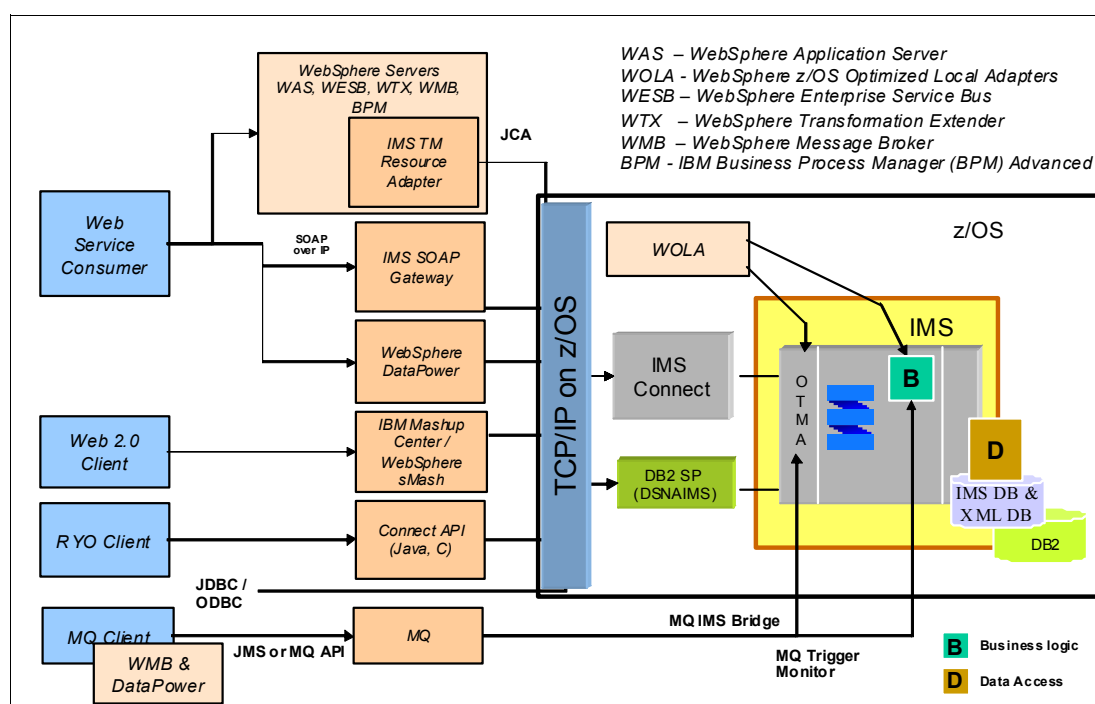 WAS – WebSphere Application Server
WOLA - WebSphere z/OS Optimized Local Adapters
WESB – WebSphere Enterprise Service Bus
WTX – WebSphere Transformation Extender
WMB – WebSphere Message Broker
BPM - IBM Business Process Manager (BPM) Advanced
WebSphere Servers
WAS, WESB, WTX, WMB,
BPM
IMS TM
Resource
Adapter
JCA
Web
Service
Consumer
SOAP
over IP
IMS SOAP
Gateway
WebSphere
DataPower
Web 2.0
Client
IBM Mashup
Center /
WebSphere
sMash
RYO Client
Connect API
(Java, C)
JDBC /
ODBC
MQ Client
WMB &
DataPower
JMS or MQ API
MQ
TCP/IP on z/OS
z/OS
WOLA
IMS
Connect
DB2 SP
(DSNAIMS)
IMS
O
T
M
A
B
D
IMS DB &
XML DB
DB2
MQ IMS Bridge
MQ Trigger
Monitor
B Business logic
D Data Access